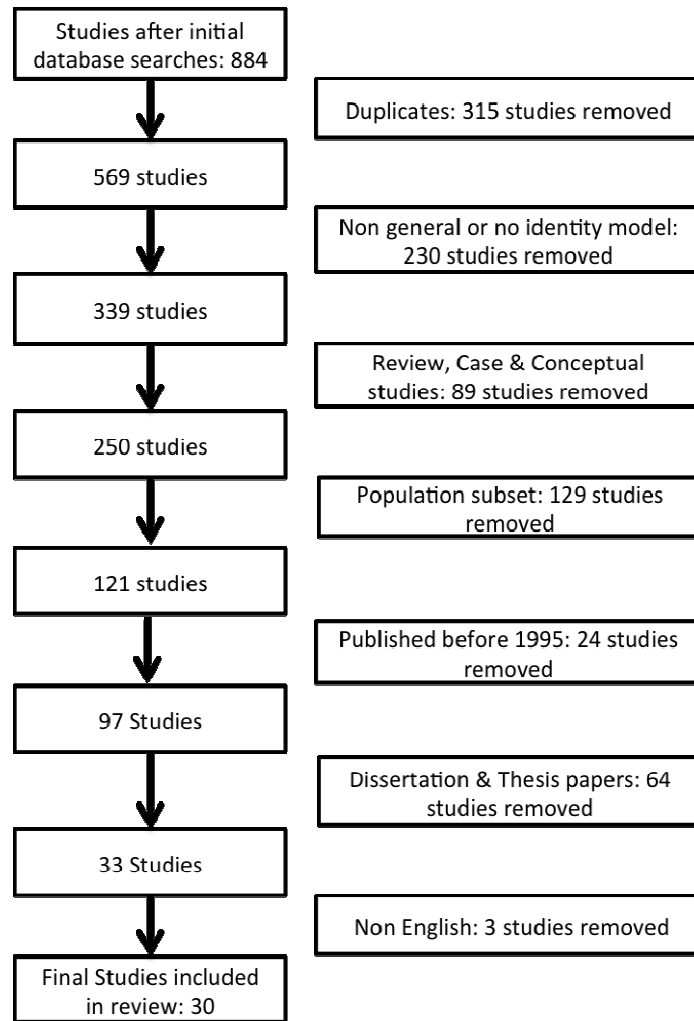 Studies after initial
database searches: 884
Duplicates: 315 studies removed
569 studies
Non general or no identity model:
230 studies removed
339 studies
Review, Case & Conceptual
studies: 89 studies removed
250 studies
Population subset: 129 studies
removed
121 studies
Published before 1995: 24 studies
removed
97 Studies
Dissertation & Thesis papers: 64
studies removed
33 Studies
Non English: 3 studies removed
Final Studies included
in review: 30